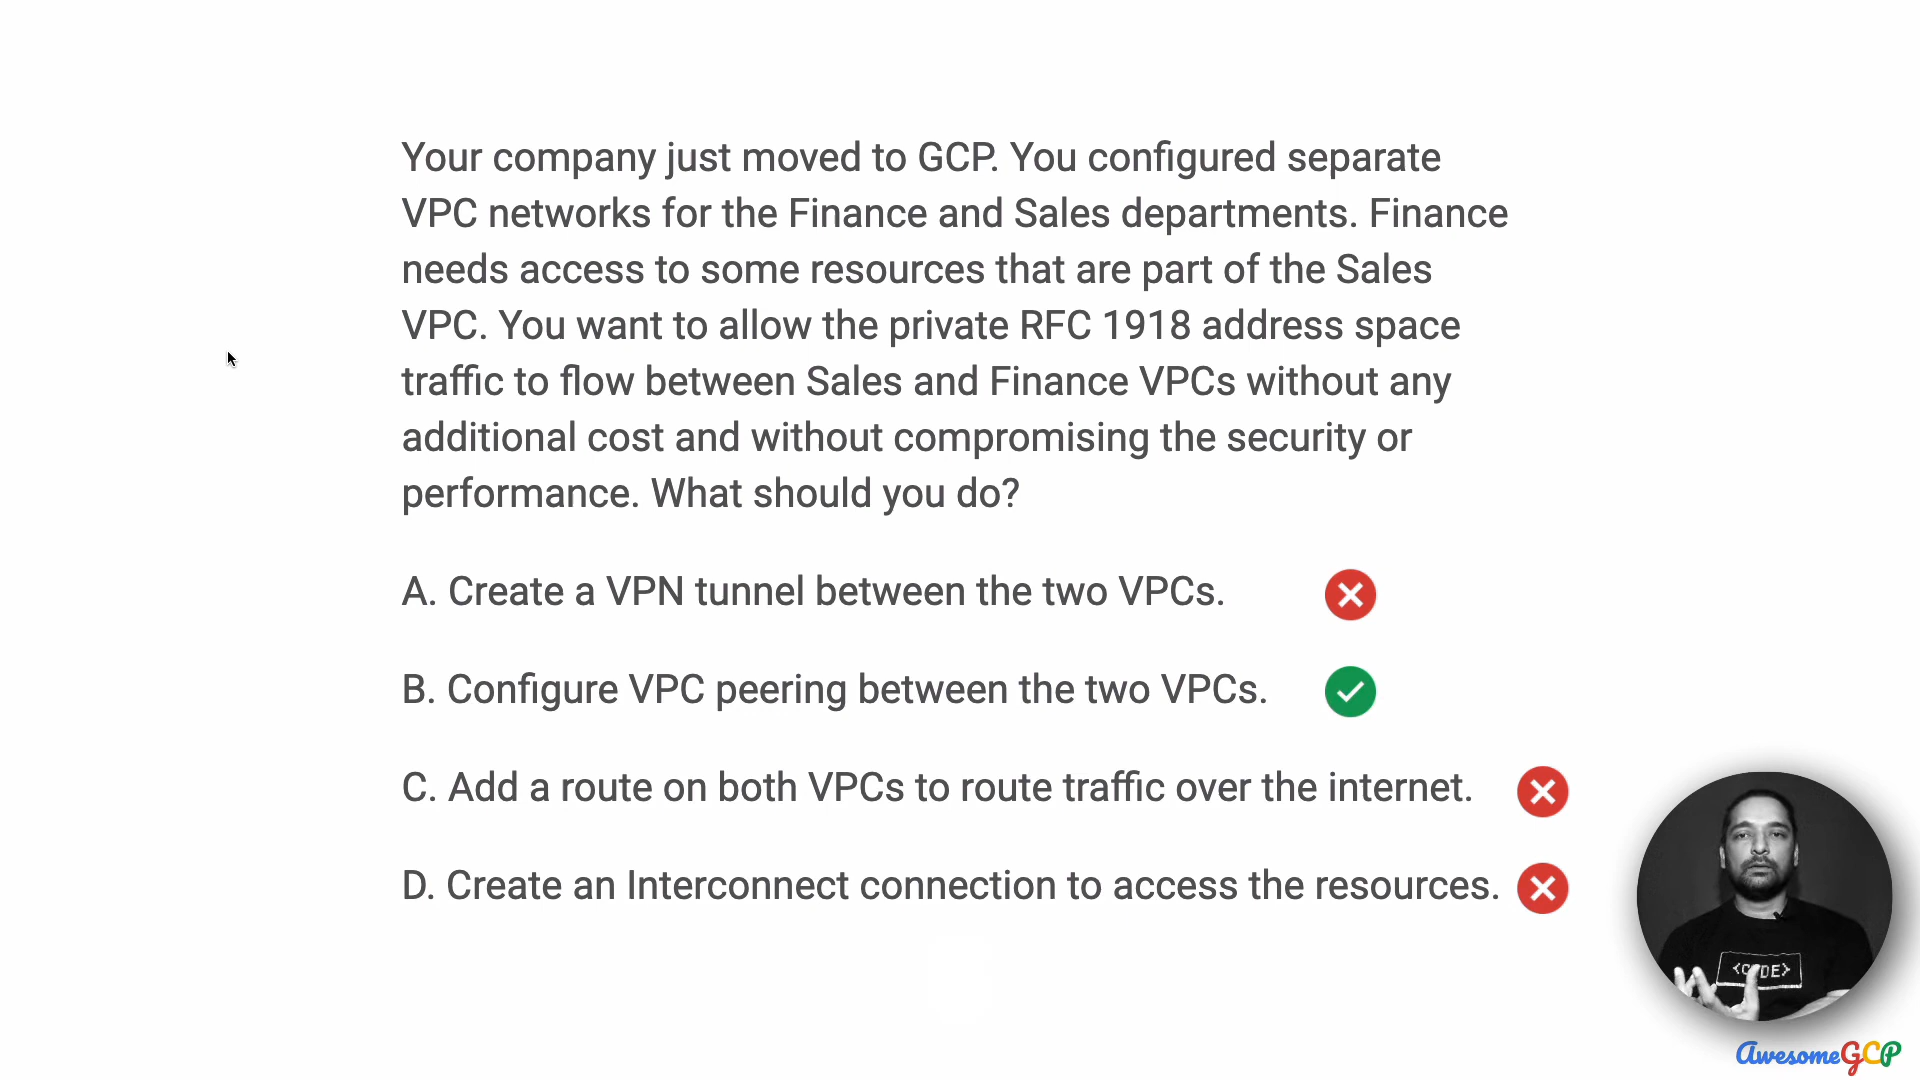 Your company just moved to GCP. You configured separate
VPC networks for the Finance and Sales departments. Finance
needs access to some resources that are part of the Sales
VPC. You want to allow the private RFC 1918 address space
traffic to flow between Sales and Finance VPCs without any
additional cost and without compromising the security or
performance. What should you do?
A. Create a VPN tunnel between the two VPCs.
B. Configure VPC peering between the two VPCs.
C. Add a route on both VPCs to route traffic over the internet.
D. Create an Interconnect connection to access the resources.
<CODE>
AwesomeGCP